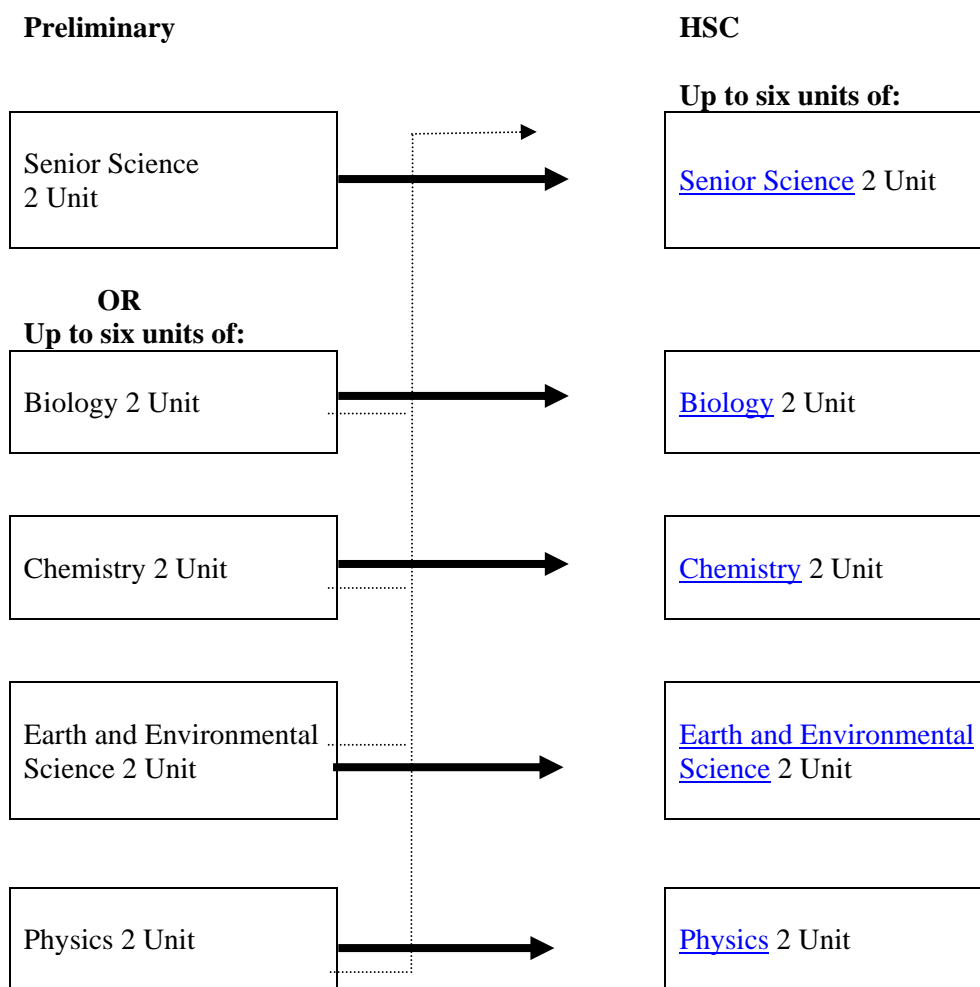 Preliminary
HSC
Up to six units of:
Senior Science
2 Unit
Senior Science 2 Unit
OR
Up to six units of:
Biology 2 Unit
Biology 2 Unit
Chemistry 2 Unit
Chemistry 2 Unit
Earth and Environmental
Science 2 Unit
Earth and Environmental
Science 2 Unit
Physics 2 Unit
Physics 2 Unit